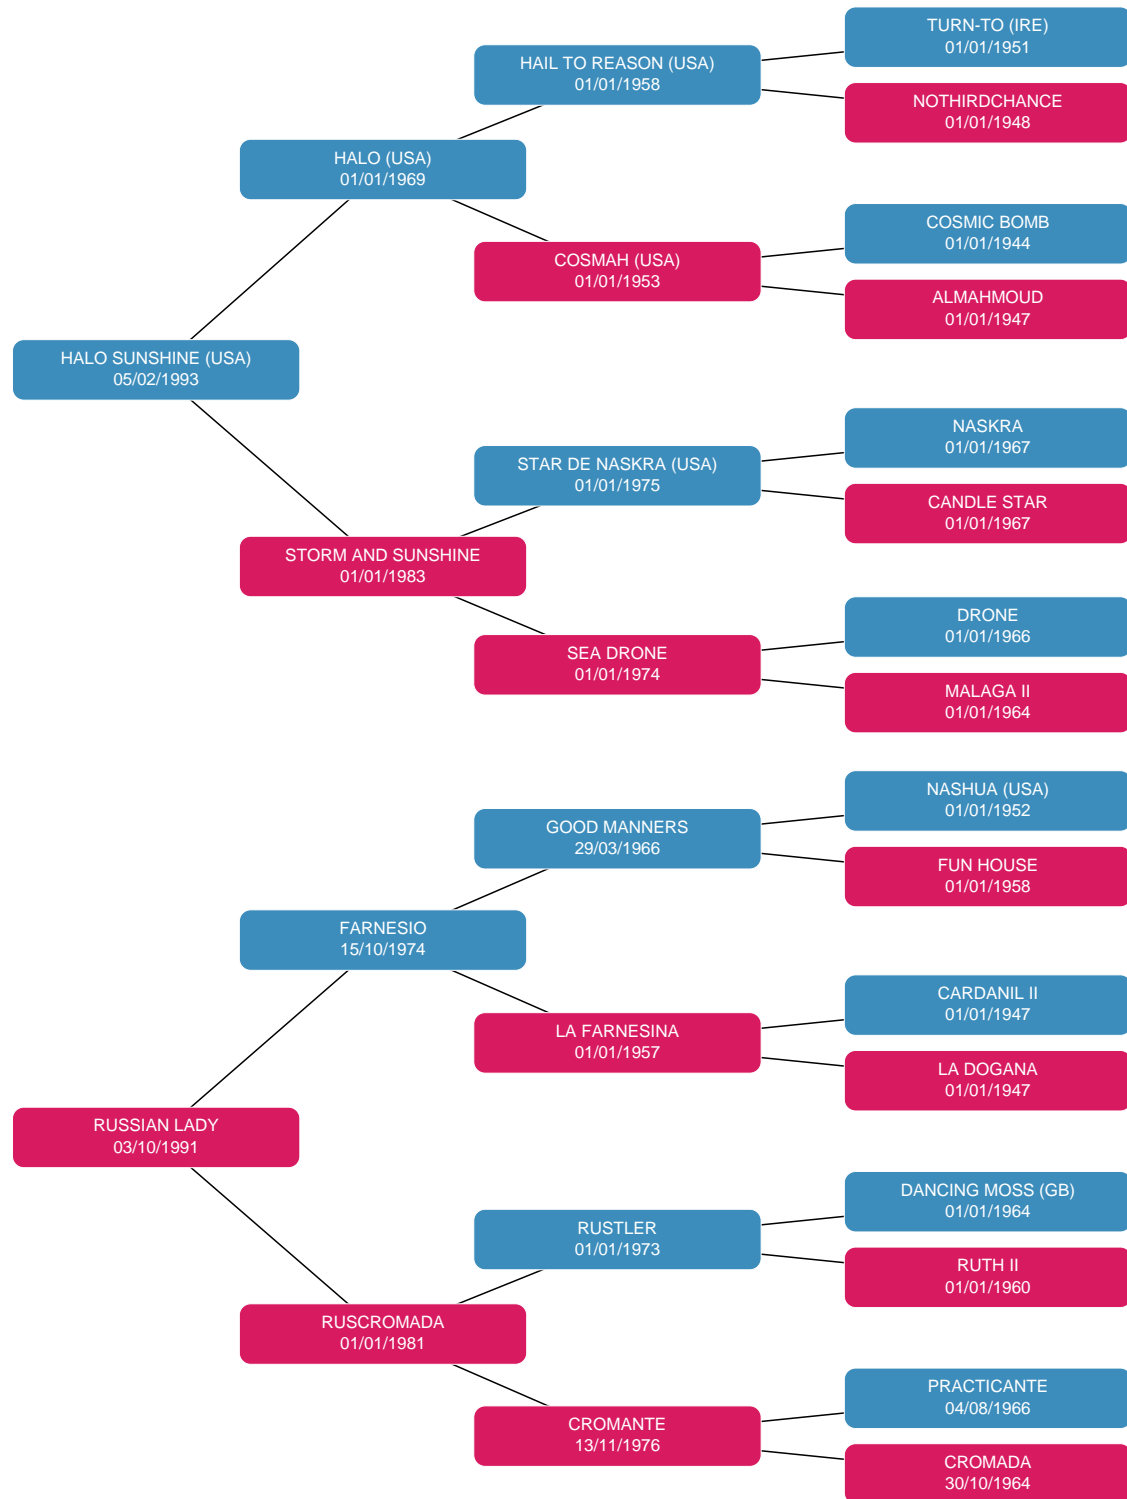 TURN-TO (IRE)
01/01/1951
HAIL TO REASON (USA)
01/01/1958
NOTHIRDCHANCE
01/01/1948
HALO (USA)
01/01/1969
COSMIC BOMB
01/01/1944
COSMAH (USA)
01/01/1953
ALMAHMOUD
01/01/1947
HALO SUNSHINE (USA)
05/02/1993
NASKRA
01/01/1967
STAR DE NASKRA (USA)
01/01/1975
CANDLE STAR
01/01/1967
STORM AND SUNSHINE
01/01/1983
DRONE
01/01/1966
SEA DRONE
01/01/1974
MALAGA II
01/01/1964
NASHUA (USA)
01/01/1952
GOOD MANNERS
29/03/1966
FUN HOUSE
01/01/1958
FARNESIO
15/10/1974
CARDANIL II
01/01/1947
LA FARNESINA
01/01/1957
LA DOGANA
01/01/1947
RUSSIAN LADY
03/10/1991
DANCING MOSS (GB)
01/01/1964
RUSTLER
01/01/1973
RUTH II
01/01/1960
RUSCROMADA
01/01/1981
PRACTICANTE
04/08/1966
CROMANTE
13/11/1976
CROMADA
30/10/1964